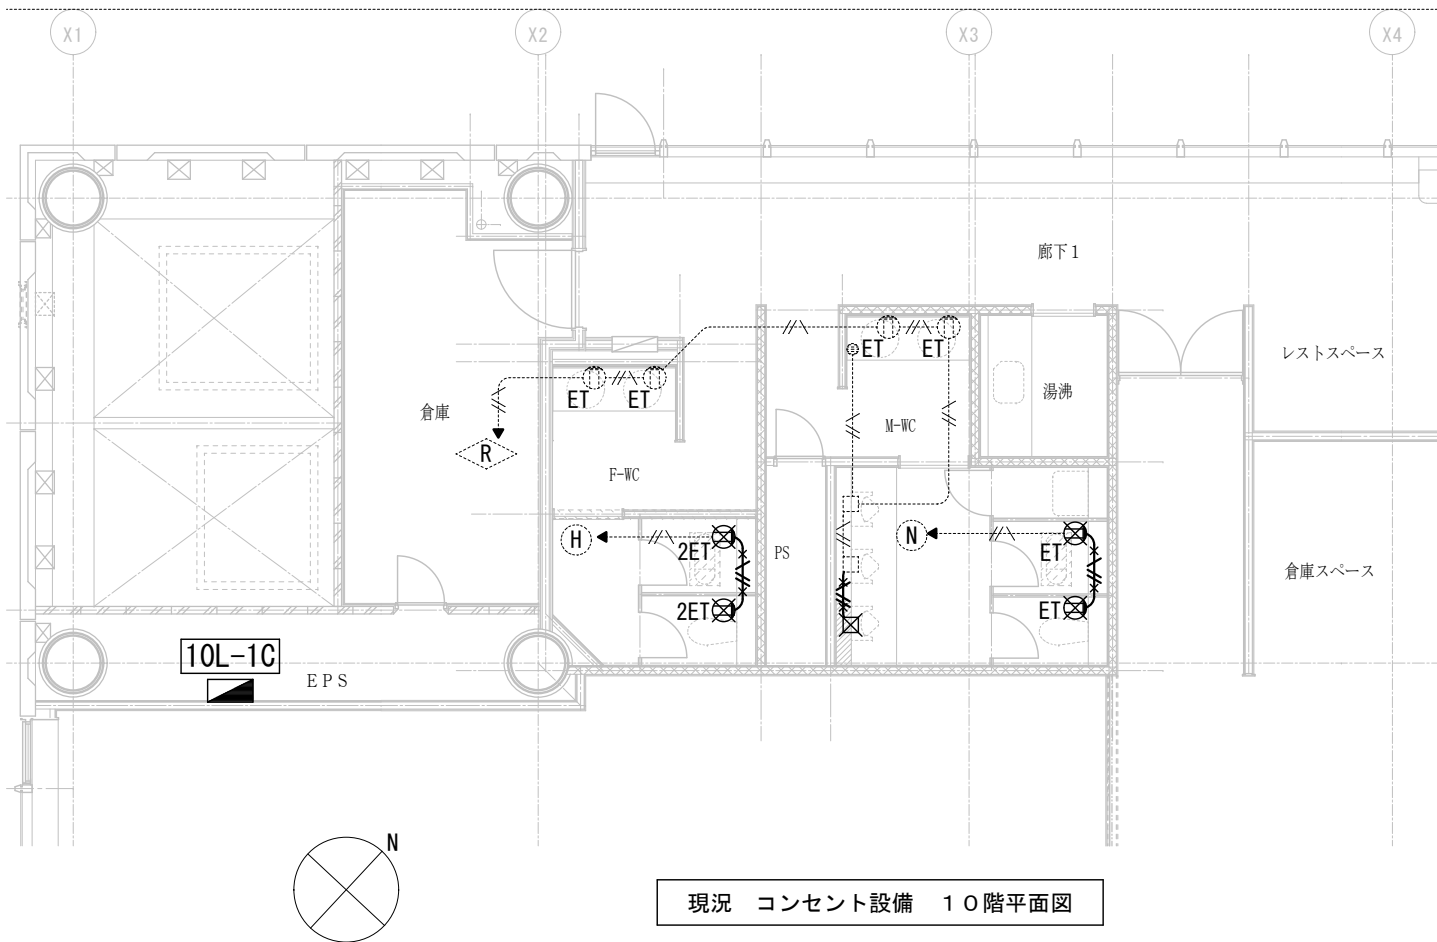 X1
X2
X3
X4
廊下1
レストスペース
ET
ET
湯沸
ET
ET
倉庫
M-WC
R
F-WC
H
2ET
PS
N
ET
倉庫スペース
2ET
ET
10L-1C
EPS
N
現況 コンセント設備 10階平面図